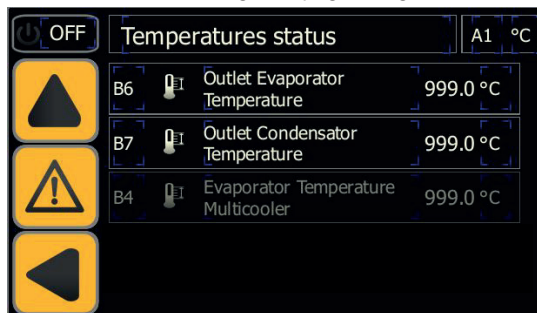 OFF
Temperatures status
A1 °C
B6 Outlet Evaporator
Temperature
999.0 °C
B7 Outlet Condensator
Temperature
999.0 °C
B4 Evaporator Temperature
Multicooler
999.0 °C